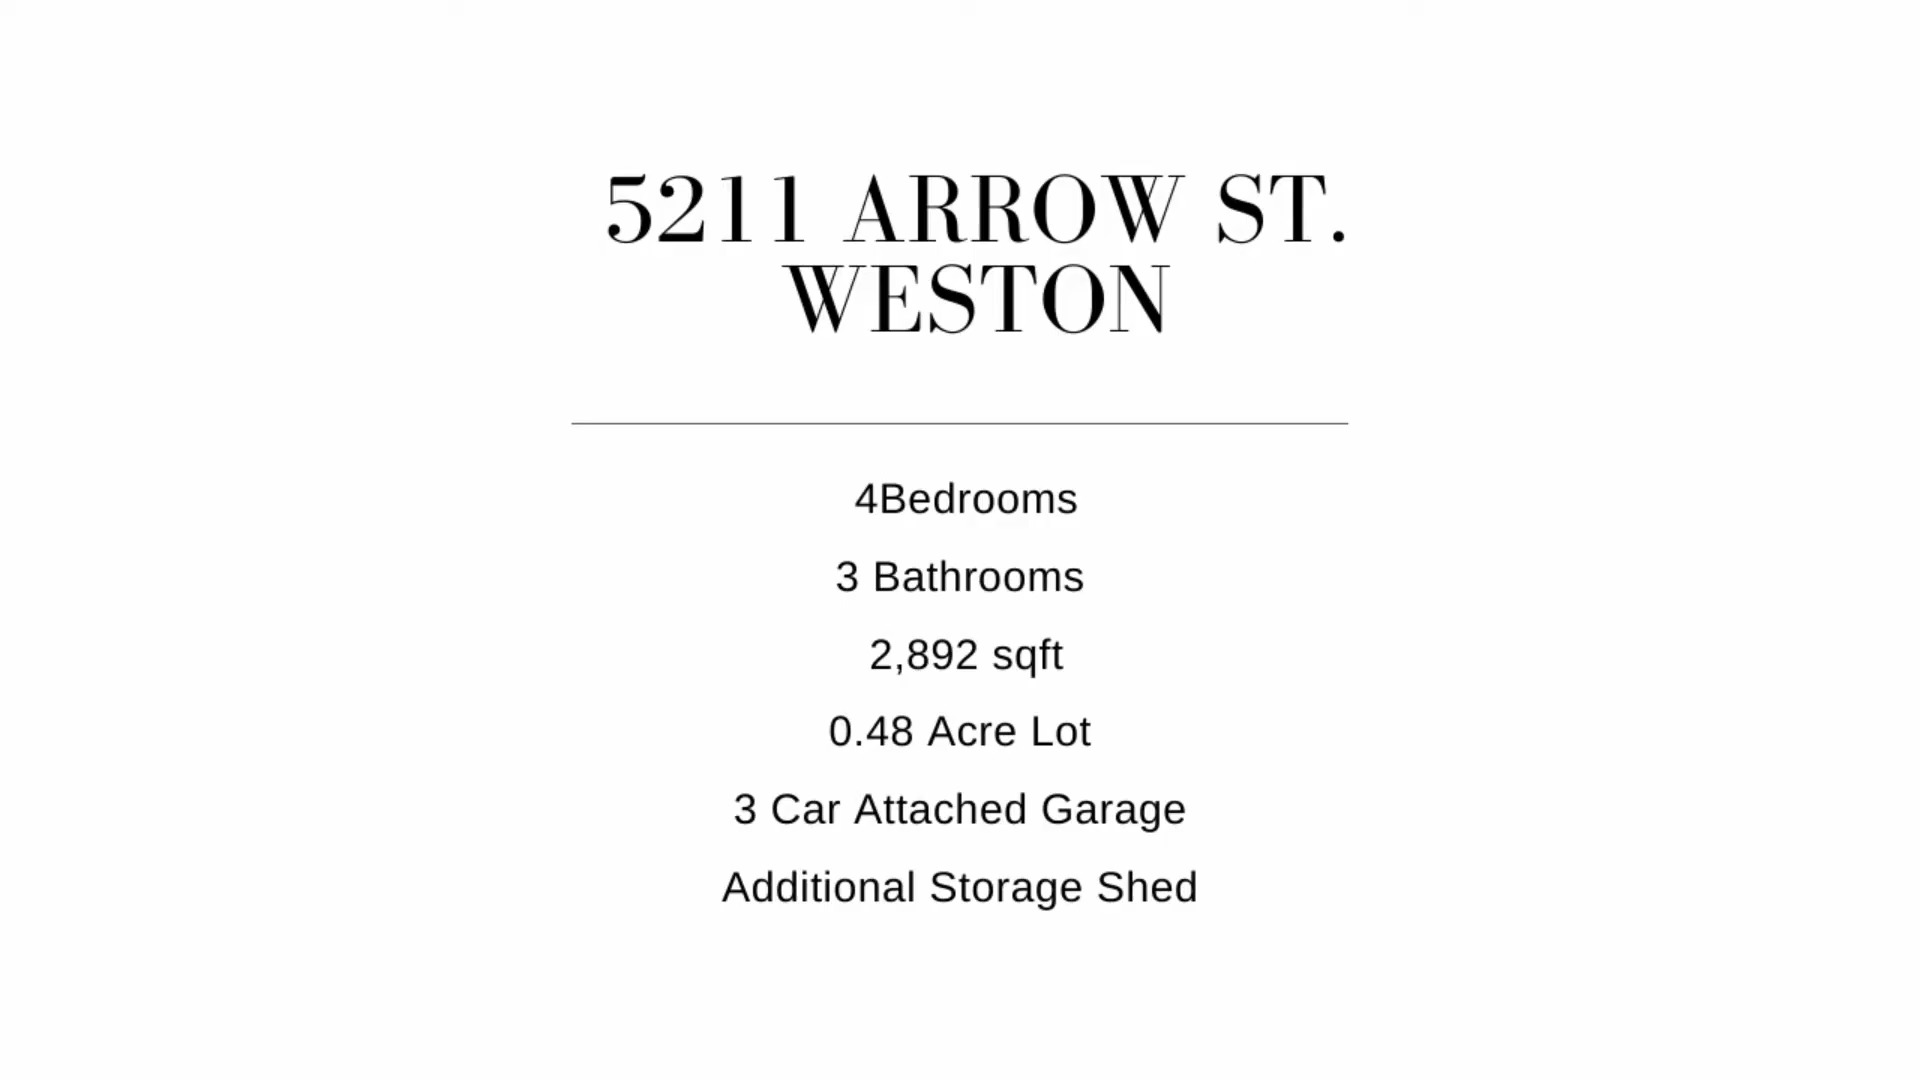 5211 ARROW ST.
WESTON
4Bedrooms
3 Bathrooms
2,892 sqft
0.48 Acre Lot
3 Car Attached Garage
Additional Storage Shed